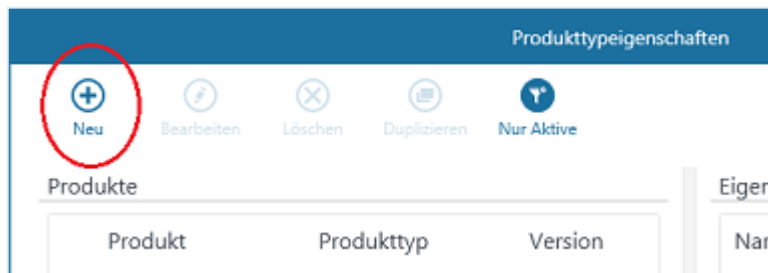 Produkttypeigenschaften
Neu Bearbeiten Löschen Duplizieren Nur Aktive
Produkte
Produkt Produkttyp Version